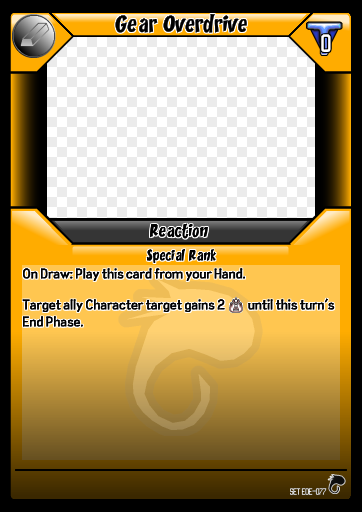 Gear Overdrive
0
Reaction
Special Rank
On Draw: Play this card from your Hand.
Target ally Character target gains 2 until this turn's
End Phase.
SET EDE-077